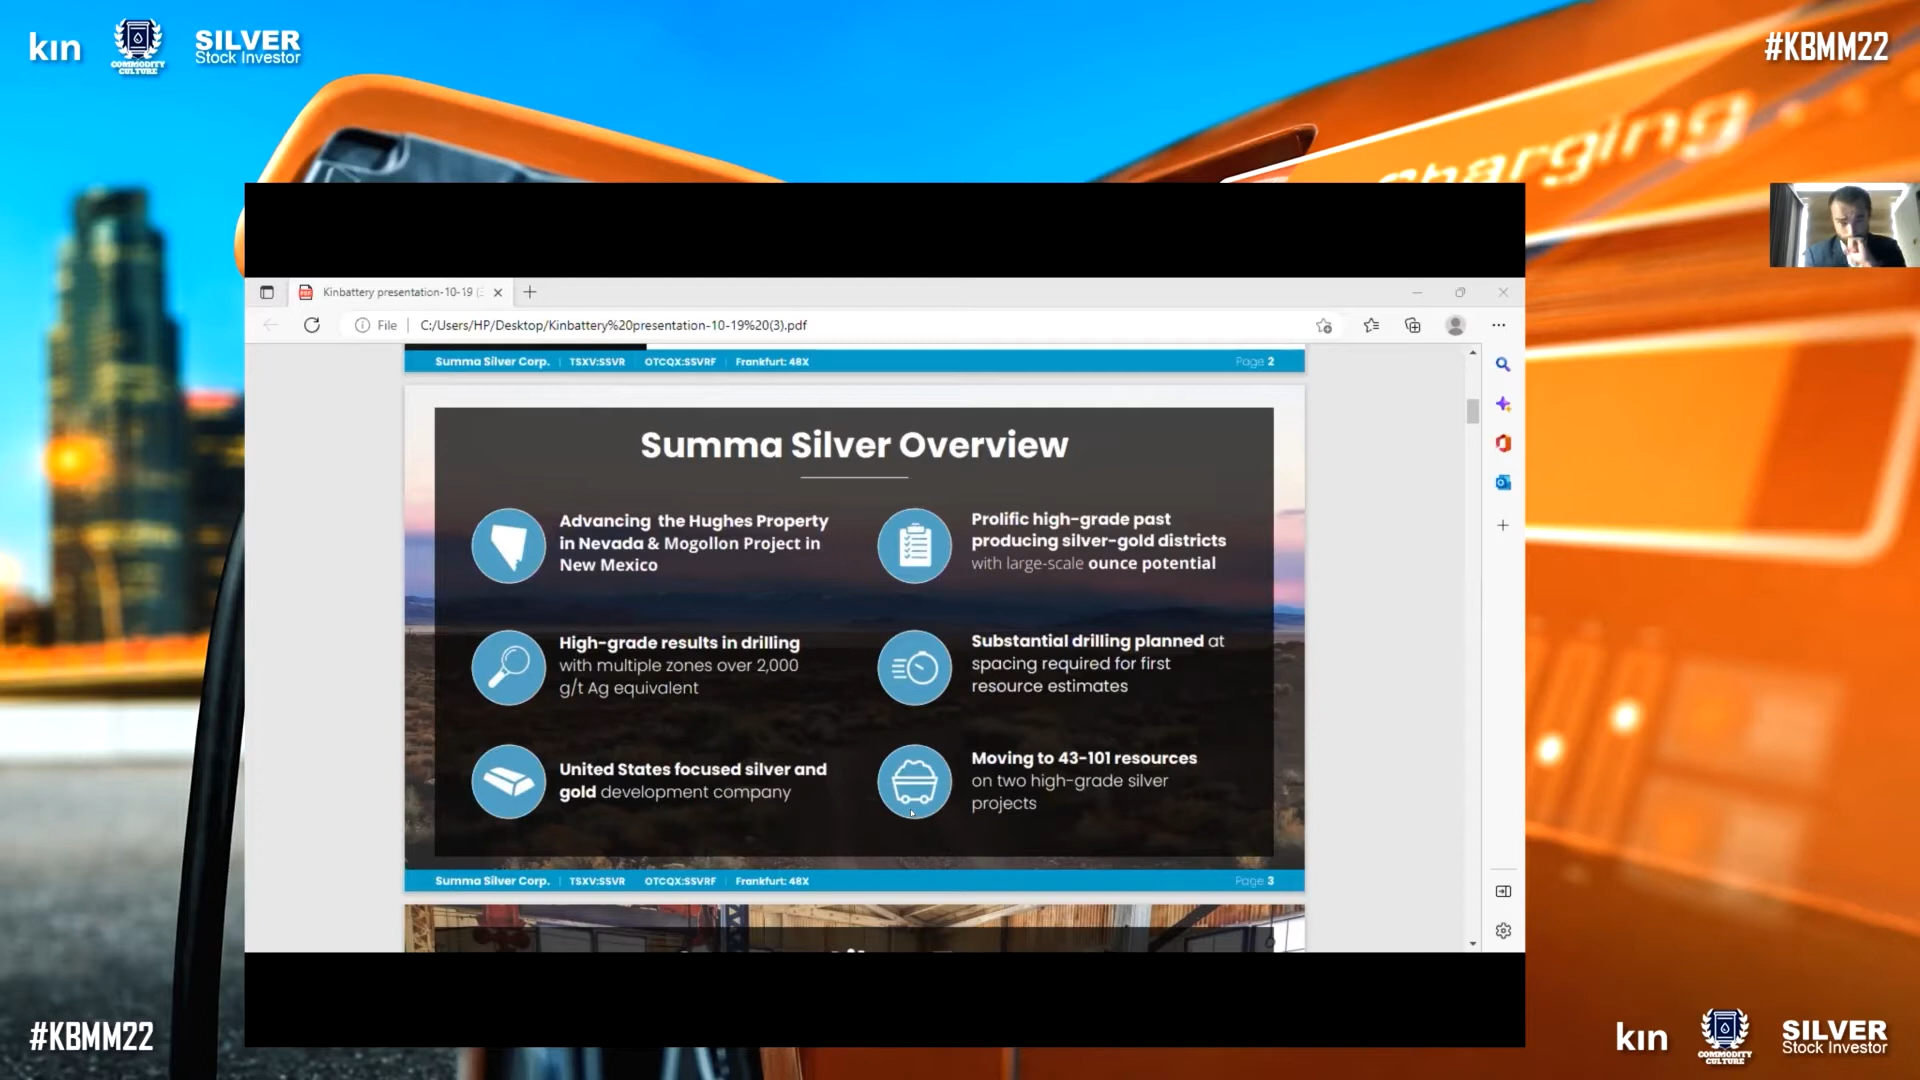 kin
COMMODITY
CULTURE
SILVER
Stock Investor
#KBMM22
Charging
Kinbattery presentation-10-19 (
File
C:/Users/HP/Desktop/Kinbattery%20presentation-10-19%20(3).pdf
Summa Silver Corp. | TSXV:SSVR OTCQX:SSVRF | Frankfurt: 48X
Page 2
Summa Silver Overview
Advancing the Hughes Property
in Nevada & Mogollon Project in
New Mexico
Prolific high-grade past
producing silver-gold districts
with large-scale ounce potential
High-grade results in drilling
with multiple zones over 2,000
g/t Ag equivalent
Substantial drilling planned at
spacing required for first
resource estimates
United States focused silver and
gold development company
Moving to 43-101 resources
on two high-grade silver
projects
Summa Silver Corp. | TSXV:SSVR OTCQX:SSVRF | Frankfurt: 48X
Page 3
#KBMM22
kin
COMMODITY
CULTURE
SILVER
Stock Investor